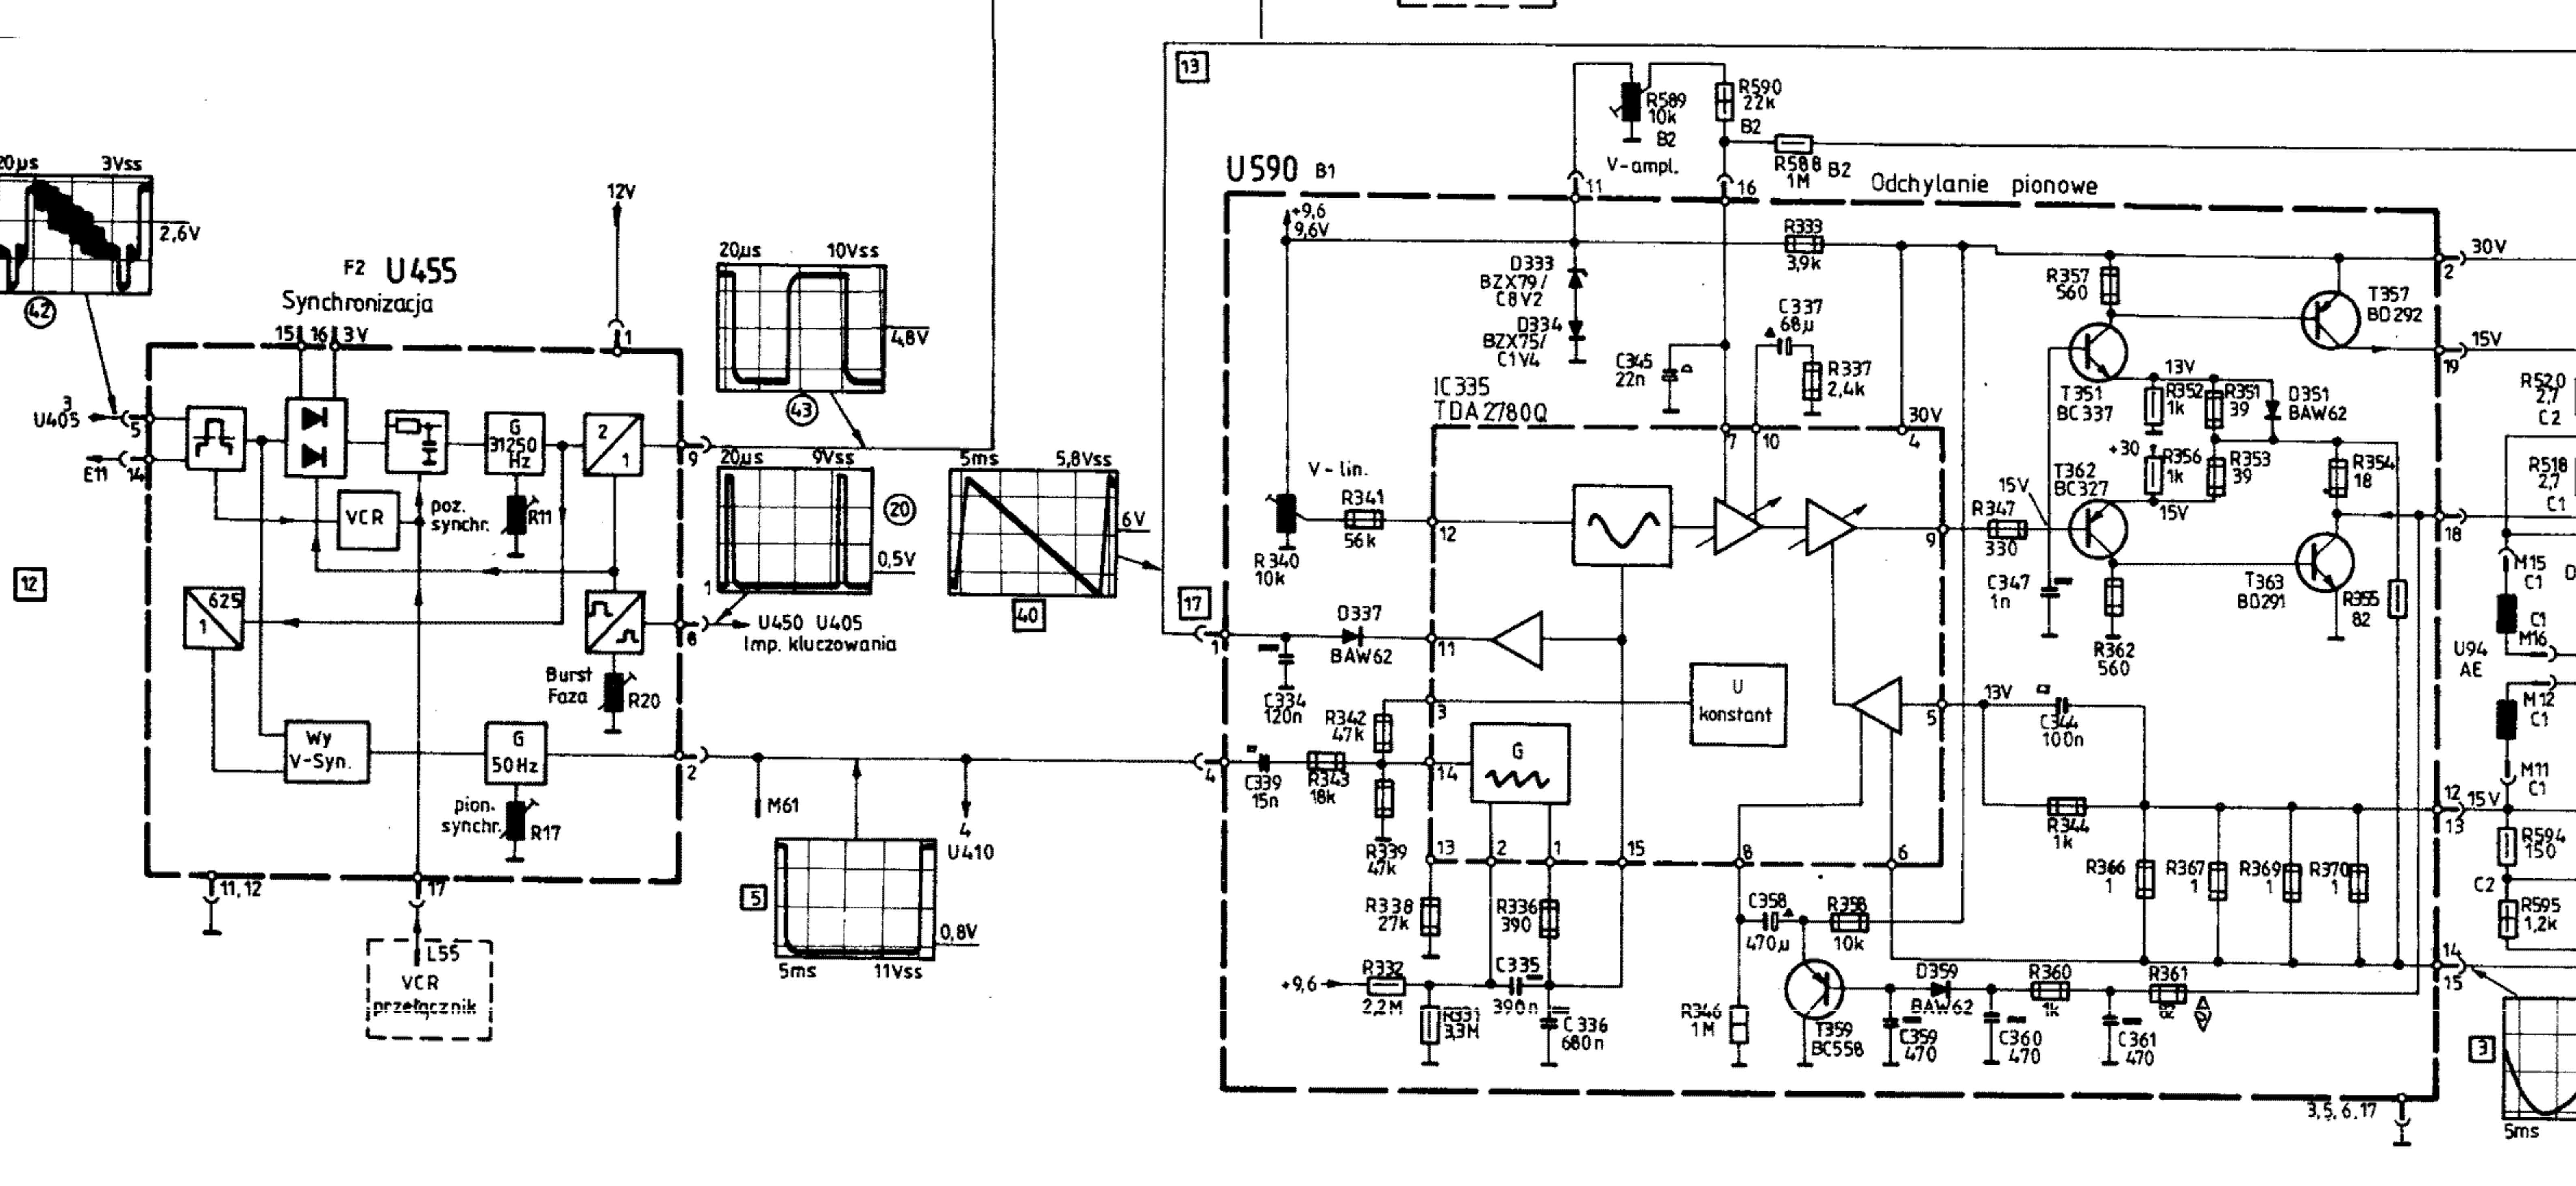 20µs 3Vss
2,6V
42
12
F2 U455
Synchronizacja
12V
15 16 3V
1
3
U405
5
E11 14
G
31250
Hz
2
1
9
VCR
poz.
synchr.
R11
625
1
Burst
Faza
R20
6
U450 U405
Imp. kluczowania
Wy
V-Syn.
G
50Hz
2
pion.
synchr.
R17
11,12
17
L55
VCR
przełącznik
20µs 10Vss
4,8V
43
20µs 9Vss
20
0,5V
1
5ms 5,8Vss
6V
40
M61
4
U410
5
0,8V
5ms 11Vss
13
17
1
4
U590 B1
Odchylanie pionowe
R589
10k
B2
V-ampl.
R590
22k
B2
R588 B2
1M
11
16
+9,6
9,6V
R333
3,9k
D333
BZX79/
C8V2
D334
BZX75/
C1V4
C337
68µ
C345
22n
R337
2,4k
IC335
TDA2780Q
7 10
30V
4
V-lin.
R341
56k
12
R340
10k
9
R347
330
15V
D337
BAW62
11
C334
120n
R342
47k
3
U
konstant
G
14
C339
15n
R343
18k
R339
47k
13 2 1 15 8 6
5
13V
C344
100n
R344
1k
R338
27k
R336
390
+9,6
R332
2,2M
C335
390n
R331
3,3M
C336
680n
C358
470µ
R358
10k
R346
1M
T359
BC558
D359
BAW62
C359
470
R360
1k
C360
470
R361
82
C361
470
R357
560
T357
BD292
T351
BC337
13V
R352
1k
R351
39
D351
BAW62
+30
R356
1k
R353
39
R354
18
T362
BC327
15V
C347
1n
R362
560
T363
BD291
R355
82
R366
1
R367
1
R369
1
R370
1
2
30V
19
15V
18
12 15V
13
14
15
3,5,6,17
R520
2,7
C2
R518
2,7
C1
M15
C1
C1
M16
U94
AE
M12
C1
M11
C1
R594
150
C2
R595
1,2k
3
5ms